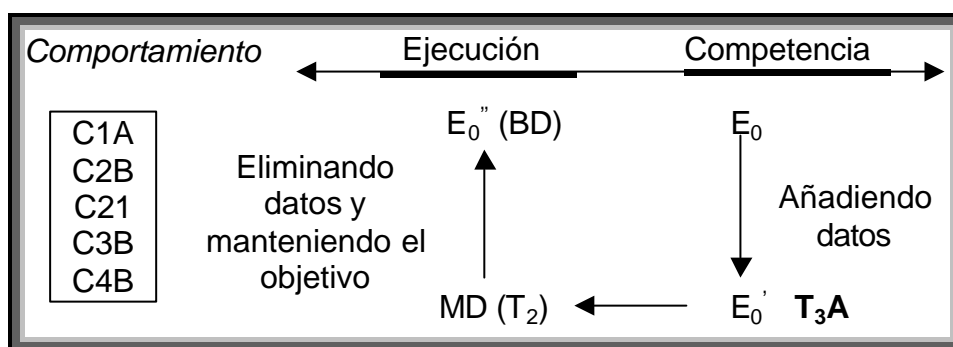 Comportamiento Ejecución Competencia
C1A
C2B
C21
C3B
C4B
Eliminando
datos y
manteniendo el
objetivo
E₀” (BD)
MD (T₂)
E₀
Añadiendo
datos
E₀’ T₃A